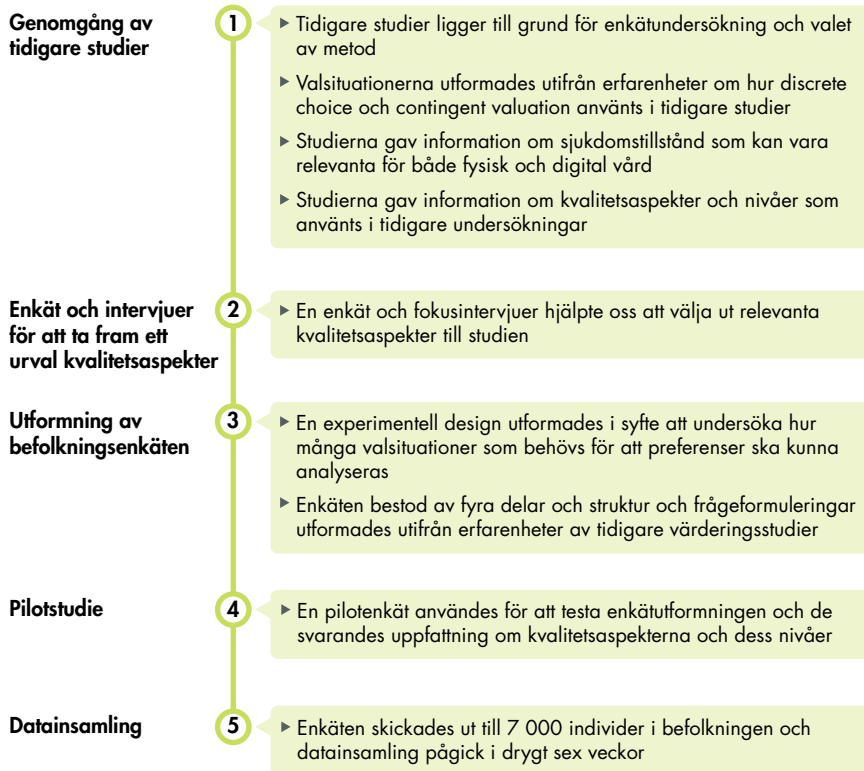 Genomgång av
tidigare studier
1
▸ Tidigare studier ligger till grund för enkätundersökning och valet
av metod
▸ Valsituationerna utformades utifrån erfarenheter om hur discrete
choice och contingent valuation använts i tidigare studier
▸ Studierna gav information om sjukdomstillstånd som kan vara
relevanta för både fysisk och digital vård
▸ Studierna gav information om kvalitetsaspekter och nivåer som
använts i tidigare undersökningar
Enkät och intervjuer
för att ta fram ett
urval kvalitetsaspekter
2
▸ En enkät och fokusintervjuer hjälpte oss att välja ut relevanta
kvalitetsaspekter till studien
Utformning av
befolkningsenkäten
3
▸ En experimentell design utformades i syfte att undersöka hur
många valsituationer som behövs för att preferenser ska kunna
analyseras
▸ Enkäten bestod av fyra delar och struktur och frågeformuleringar
utformades utifrån erfarenheter av tidigare värderingsstudier
Pilotstudie
4
▸ En pilotenkät användes för att testa enkätutformningen och de
svarandes uppfattning om kvalitetsaspekterna och dess nivåer
Datainsamling
5
▸ Enkäten skickades ut till 7 000 individer i befolkningen och
datainsamling pågick i drygt sex veckor